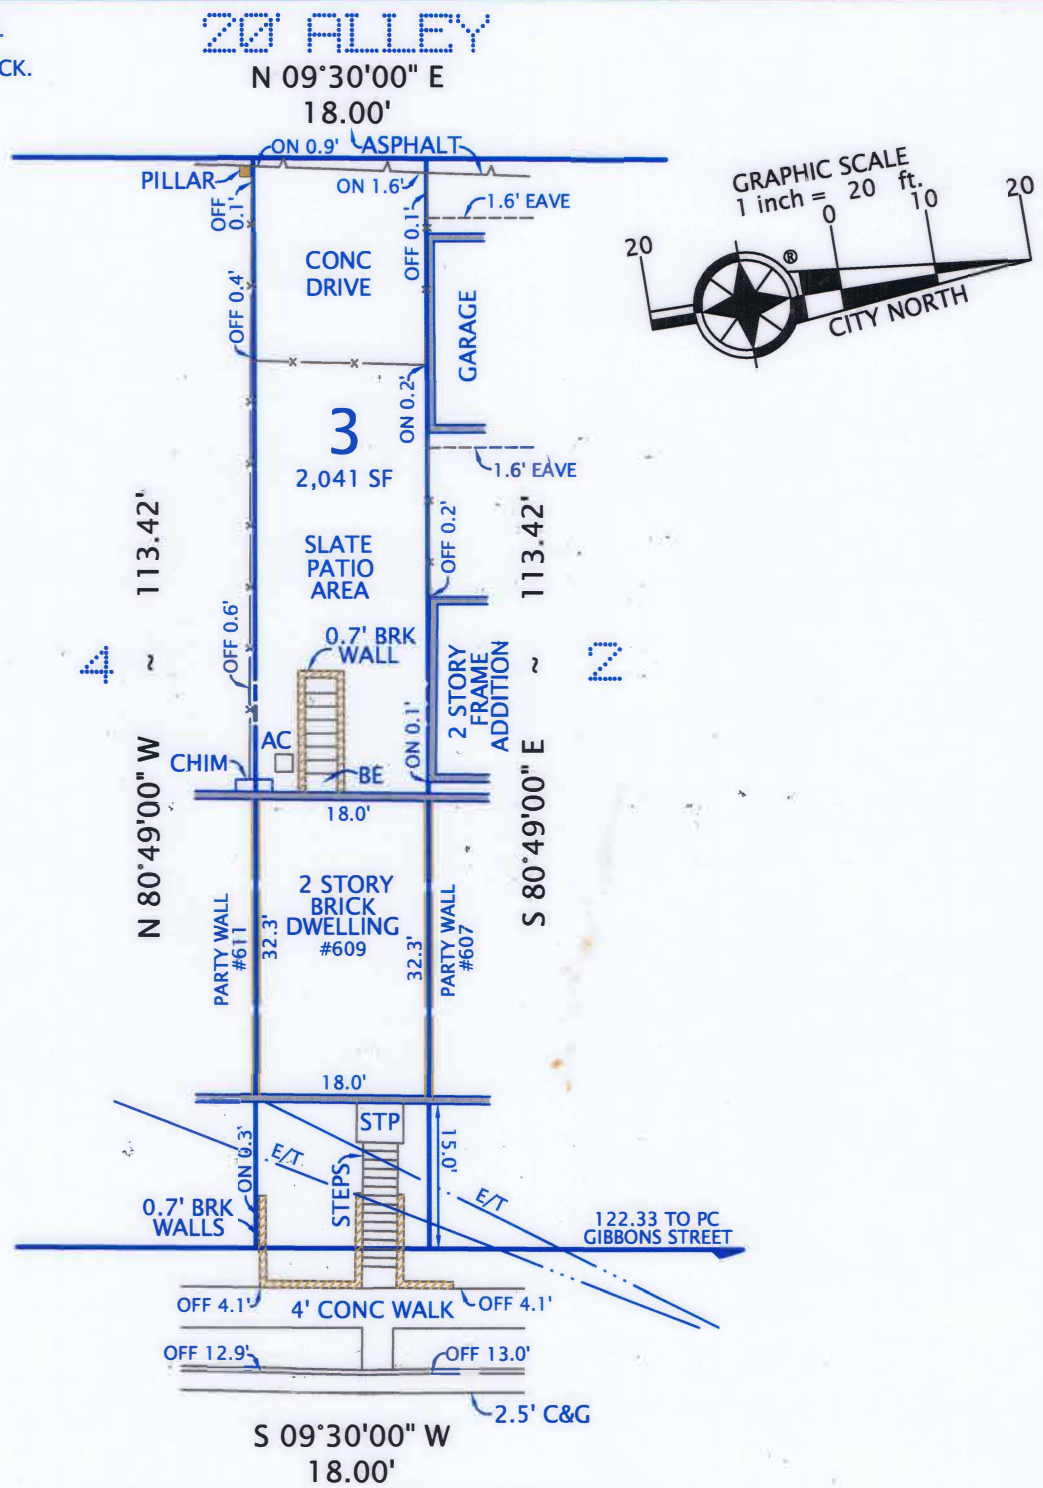 CK.
20' ALLEY
N 09°30'00" E
18.00'
ON 0.9'
ASPHALT
PILLAR
ON 1.6'
OFF 0.1'
OFF 0.1'
1.6' EAVE
CONC
DRIVE
OFF 0.4'
GARAGE
GRAPHIC SCALE
1 inch = 20 ft.
20
0
10
20
®
CITY NORTH
ON 0.2'
3
2,041 SF
1.6' EAVE
113.42'
113.42'
OFF 0.2'
SLATE
PATIO
AREA
OFF 0.6'
0.7' BRK
WALL
4
~
2 STORY
FRAME
ADDITION
~
2
N 80°49'00" W
S 80°49'00" E
AC
CHIM
BE
ON 0.1'
18.0'
2 STORY
BRICK
DWELLING
#609
PARTY WALL
#611
32.3'
32.3'
PARTY WALL
#607
18.0'
STP
15.0'
ON 0.3'
E/T
STEPS
E/T
0.7' BRK
WALLS
122.33 TO PC
GIBBONS STREET
OFF 4.1'
4' CONC WALK
OFF 4.1'
OFF 12.9'
OFF 13.0'
2.5' C&G
S 09°30'00" W
18.00'